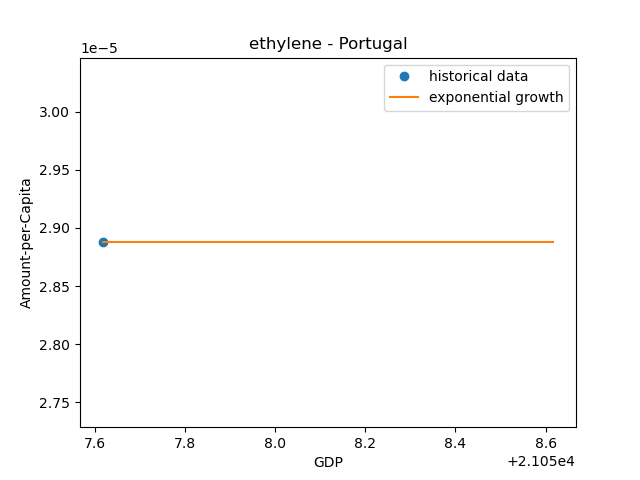 ethylene - Portugal
1e−5
historical data
exponential growth
3.00
2.95
2.90
2.85
2.80
2.75
Amount-per-Capita
7.6 7.8 8.0 8.2 8.4 8.6
GDP
+2.105e4